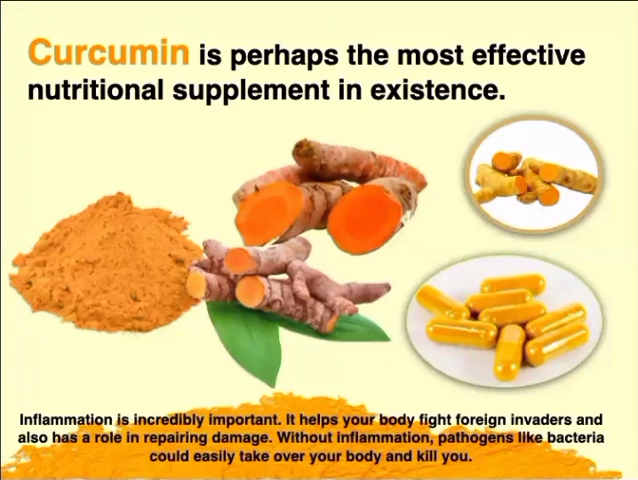 Curcumin is perhaps the most effective
nutritional supplement in existence.
Inflammation is incredibly important. It helps your body fight foreign invaders and
also has a role in repairing damage. Without inflammation, pathogens like bacteria
could easily take over your body and kill you.